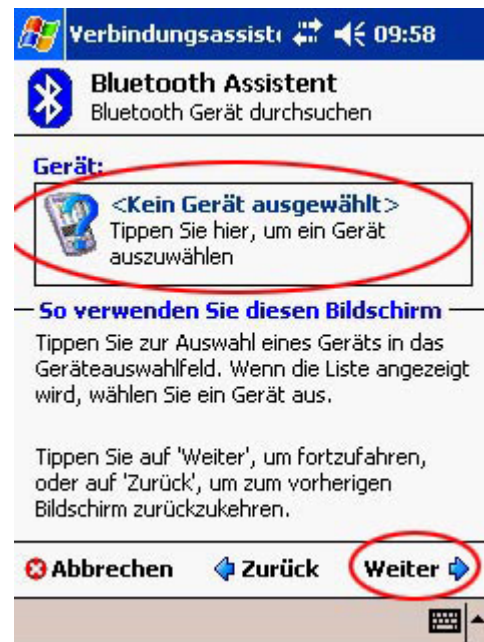 Verbindungsassiste 09:58
Bluetooth Assistent
Bluetooth Gerät durchsuchen
Gerät:
<Kein Gerät ausgewählt>
Tippen Sie hier, um ein Gerät
auszuwählen
So verwenden Sie diesen Bildschirm
Tippen Sie zur Auswahl eines Geräts in das
Geräteauswahlfeld. Wenn die Liste angezeigt
wird, wählen Sie ein Gerät aus.
Tippen Sie auf 'Weiter', um fortzufahren,
oder auf 'Zurück', um zum vorherigen
Bildschirm zurückzukehren.
Abbrechen Zurück Weiter